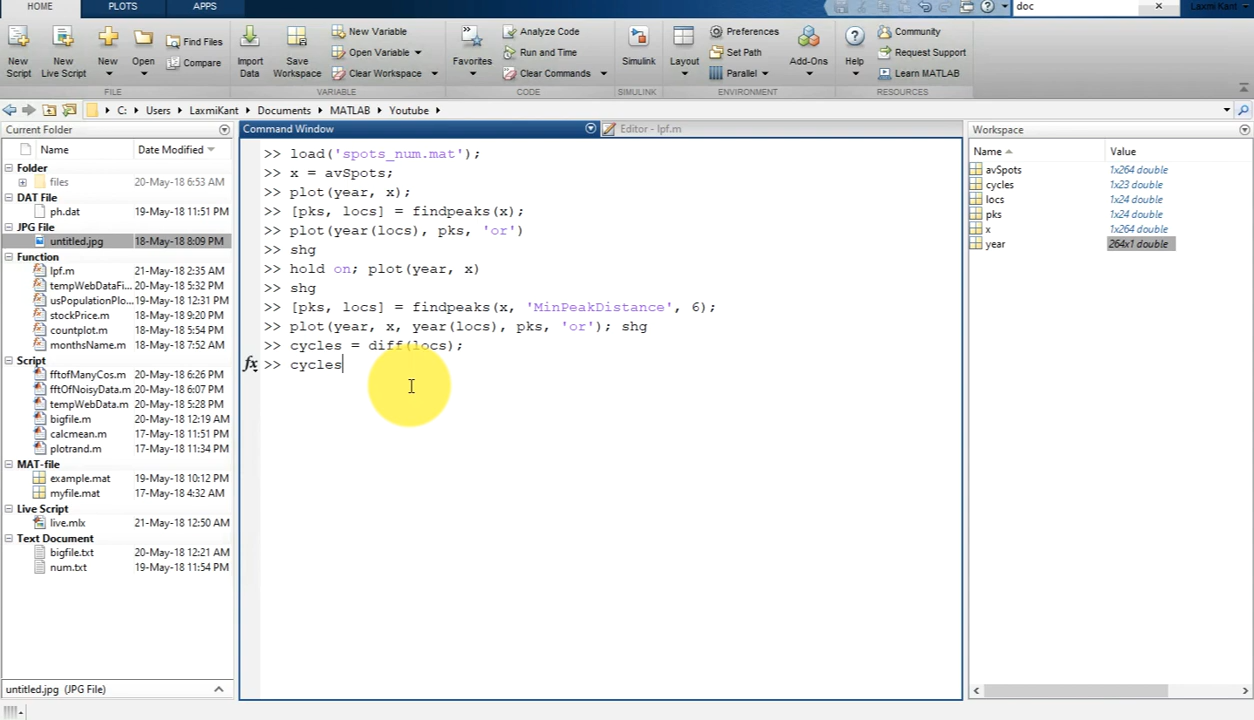 HOME PLOTS APPS doc Laxmi Kant
New Script
New Live Script
New
Open
Find Files
Compare
Import Data
Save Workspace
New Variable
Open Variable
Clear Workspace
Favorites
Analyze Code
Run and Time
Clear Commands
Simulink
Layout
Preferences
Set Path
Parallel
Add-Ons
Help
Community
Request Support
Learn MATLAB
FILE VARIABLE CODE SIMULINK ENVIRONMENT RESOURCES
C: Users LaxmiKant Documents MATLAB Youtube
Current Folder
Name Date Modified
Folder
files 20-May-18 6:53 AM
DAT File
ph.dat 19-May-18 11:51 PM
JPG File
untitled.jpg 18-May-18 8:09 PM
Function
lpf.m 21-May-18 2:35 AM
tempWebDataFi... 20-May-18 5:32 PM
usPopulationPlo... 19-May-18 12:31 PM
stockPrice.m 18-May-18 9:20 PM
countplot.m 18-May-18 5:54 PM
monthsName.m 18-May-18 7:52 AM
Script
fftofManyCos.m 20-May-18 6:26 PM
fftOfNoisyData.m 20-May-18 6:07 PM
tempWebData.m 20-May-18 5:28 PM
bigfile.m 20-May-18 12:19 AM
calcmean.m 17-May-18 11:51 PM
plotrand.m 17-May-18 11:34 PM
MAT-file
example.mat 19-May-18 10:12 PM
myfile.mat 17-May-18 4:32 AM
Live Script
live.mlx 21-May-18 12:50 AM
Text Document
bigfile.txt 20-May-18 12:21 AM
num.txt 19-May-18 11:54 PM
untitled.jpg (JPG File)
Command Window
Editor - lpf.m
>> load('spots_num.mat');
>> x = avSpots;
>> plot(year, x);
>> [pks, locs] = findpeaks(x);
>> plot(year(locs), pks, 'or')
>> shg
>> hold on; plot(year, x)
>> shg
>> [pks, locs] = findpeaks(x, 'MinPeakDistance', 6);
>> plot(year, x, year(locs), pks, 'or'); shg
>> cycles = diff(locs);
fx >> cycles
Workspace
Name Value
avSpots 1x264 double
cycles 1x23 double
locs 1x24 double
pks 1x24 double
x 1x264 double
year 264x1 double